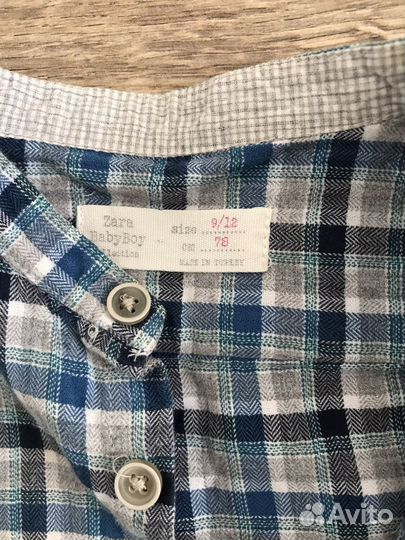 Zara
BabyBoy
size 9/12
cm 78
MADE IN TURKEY
Avito